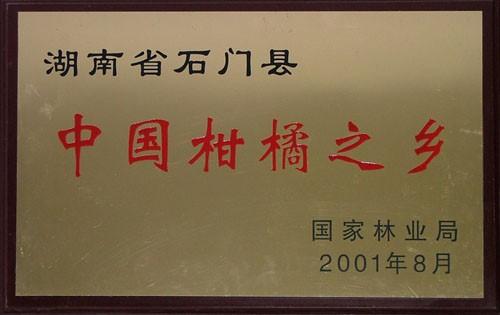 湖南省石门县
中国柑橘之乡
国家林业局
2001年8月